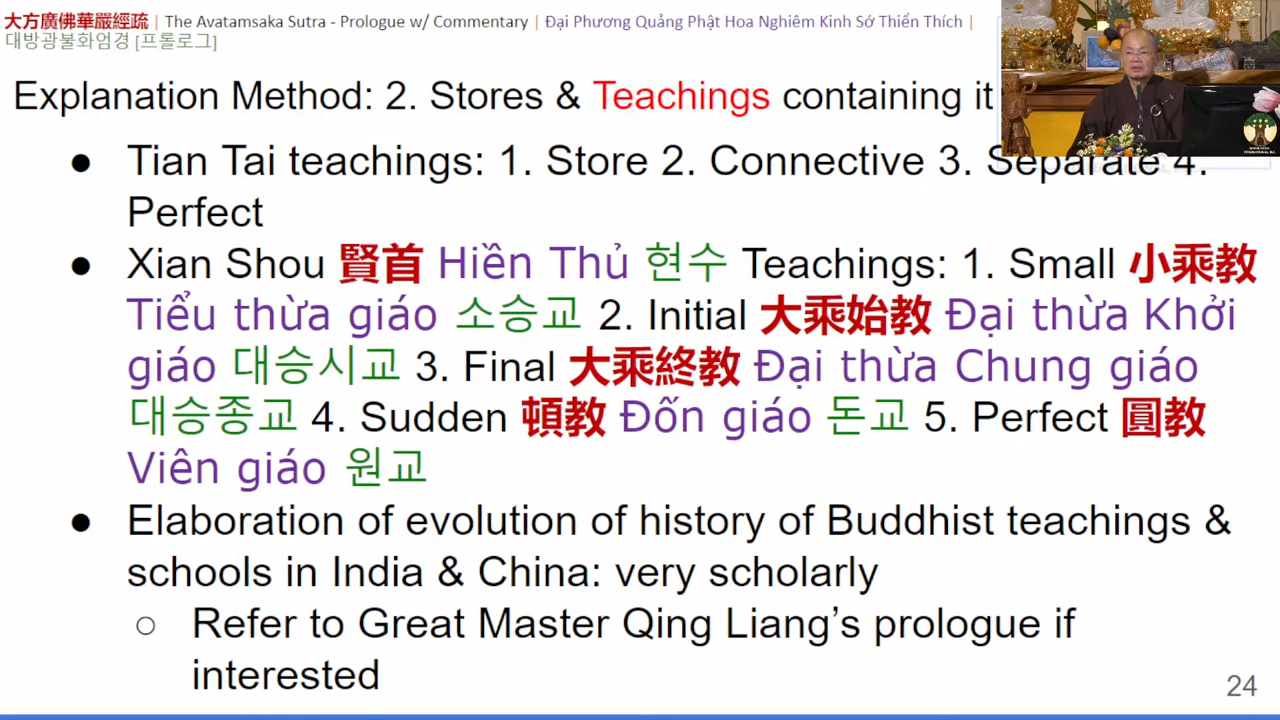 大方廣佛華嚴經疏 | The Avatamsaka Sutra - Prologue w/ Commentary | Đại Phương Quảng Phật Hoa Nghiêm Kinh Sớ Thiển Thích |
대방광불화엄경 [프롤로그]
Explanation Method: 2. Stores & Teachings containing it
● Tian Tai teachings: 1. Store 2. Connective 3. Separate 4.
Perfect
● Xian Shou 賢首 Hiền Thủ 현수 Teachings: 1. Small 小乘教
Tiểu thừa giáo 소승교 2. Initial 大乘始教 Đại thừa Khởi
giáo 대승시교 3. Final 大乘終教 Đại thừa Chung giáo
대승종교 4. Sudden 頓教 Đốn giáo 돈교 5. Perfect 圓教
Viên giáo 원교
● Elaboration of evolution of history of Buddhist teachings &
schools in India & China: very scholarly
○ Refer to Great Master Qing Liang’s prologue if
interested
24